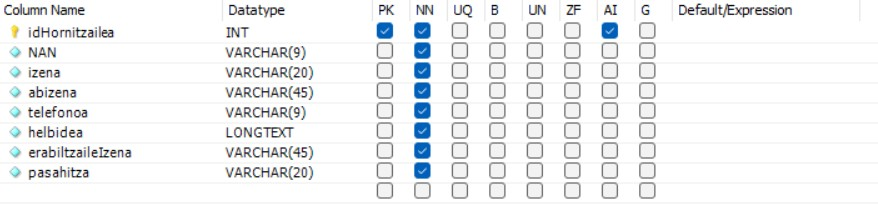 Column Name Datatype PK NN UQ B UN ZF AI G Default/Expression
idHornitzailea INT
NAN VARCHAR(9)
izena VARCHAR(20)
abizena VARCHAR(45)
telefonoa VARCHAR(9)
helbidea LONGTEXT
erabiltzaileIzena VARCHAR(45)
pasahitza VARCHAR(20)